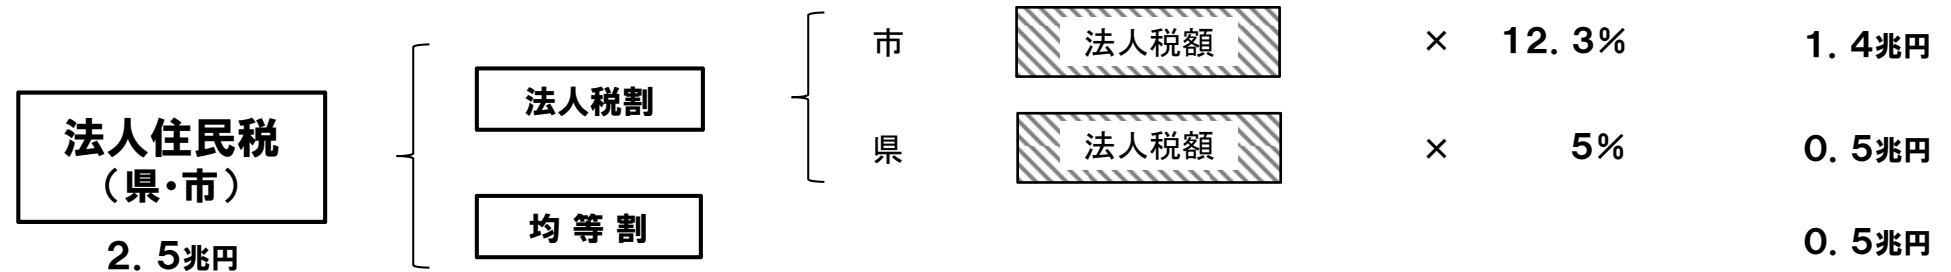 法人住民税
（県・市）
2．5兆円
法人税割
市
法人税額
×
12．3%
1．4兆円
県
法人税額
×
5%
0．5兆円
均 等 割
0．5兆円